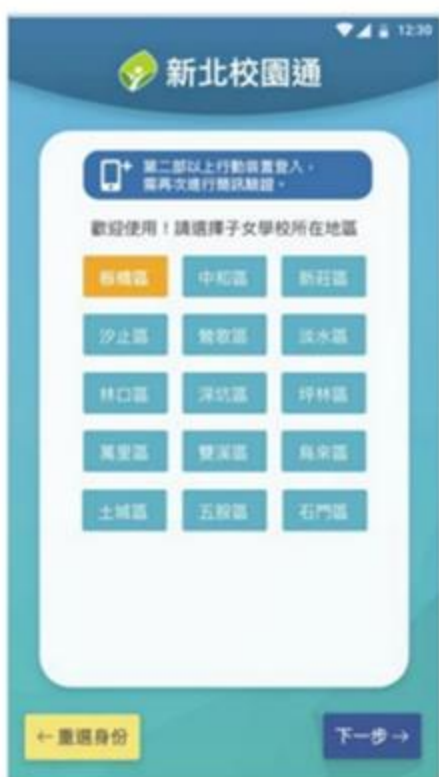 12:30
新北校園通
第二部以上行動裝置登入，
需再次進行簡訊驗證。
歡迎使用！請選擇子女學校所在地區
板橋區 中和區 新莊區
汐止區 鶯歌區 淡水區
林口區 深坑區 坪林區
萬里區 雙溪區 烏來區
土城區 五股區 石門區
←重選身份 下一步→